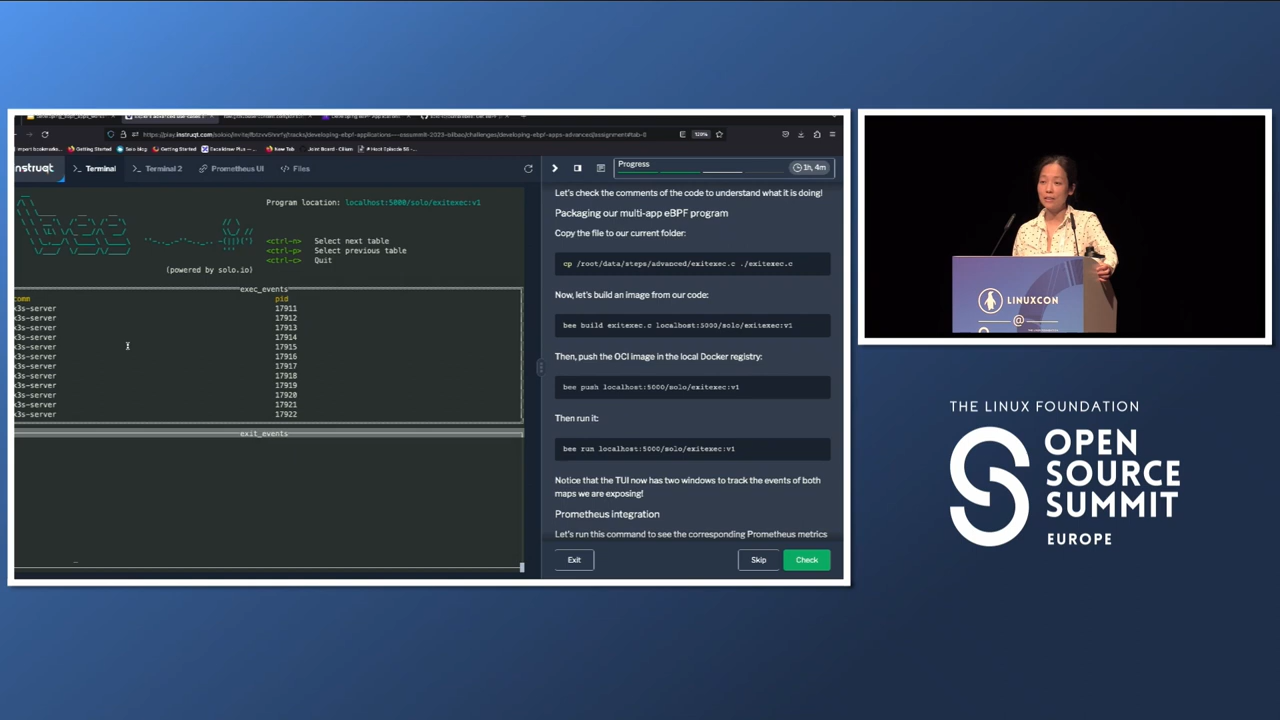 Terminal
Terminal 2
Prometheus UI
Files
Progress
1h, 4m
Program location: localhost:5000/solo/exitexec:v1
<ctrl-n> Select next table
<ctrl-p> Select previous table
<ctrl-c> Quit
(powered by solo.io)
exec_events
comm pid
k3s-server 17911
k3s-server 17912
k3s-server 17913
k3s-server 17914
k3s-server 17915
k3s-server 17916
k3s-server 17917
k3s-server 17918
k3s-server 17919
k3s-server 17920
k3s-server 17921
k3s-server 17922
exit_events
Let's check the comments of the code to understand what it is doing!
Packaging our multi-app eBPF program
Copy the file to our current folder:
cp /root/data/steps/advanced/exitexec.c ./exitexec.c
Now, let's build an image from our code:
bee build exitexec.c localhost:5000/solo/exitexec:v1
Then, push the OCI image in the local Docker registry:
bee push localhost:5000/solo/exitexec:v1
Then run it:
bee run localhost:5000/solo/exitexec:v1
Notice that the TUI now has two windows to track the events of both
maps we are exposing!
Prometheus integration
Let's run this command to see the corresponding Prometheus metrics
Exit
Skip
Check
LINUXCON
@
THE LINUX FOUNDATION
OPEN
SOURCE
SUMMIT
EUROPE